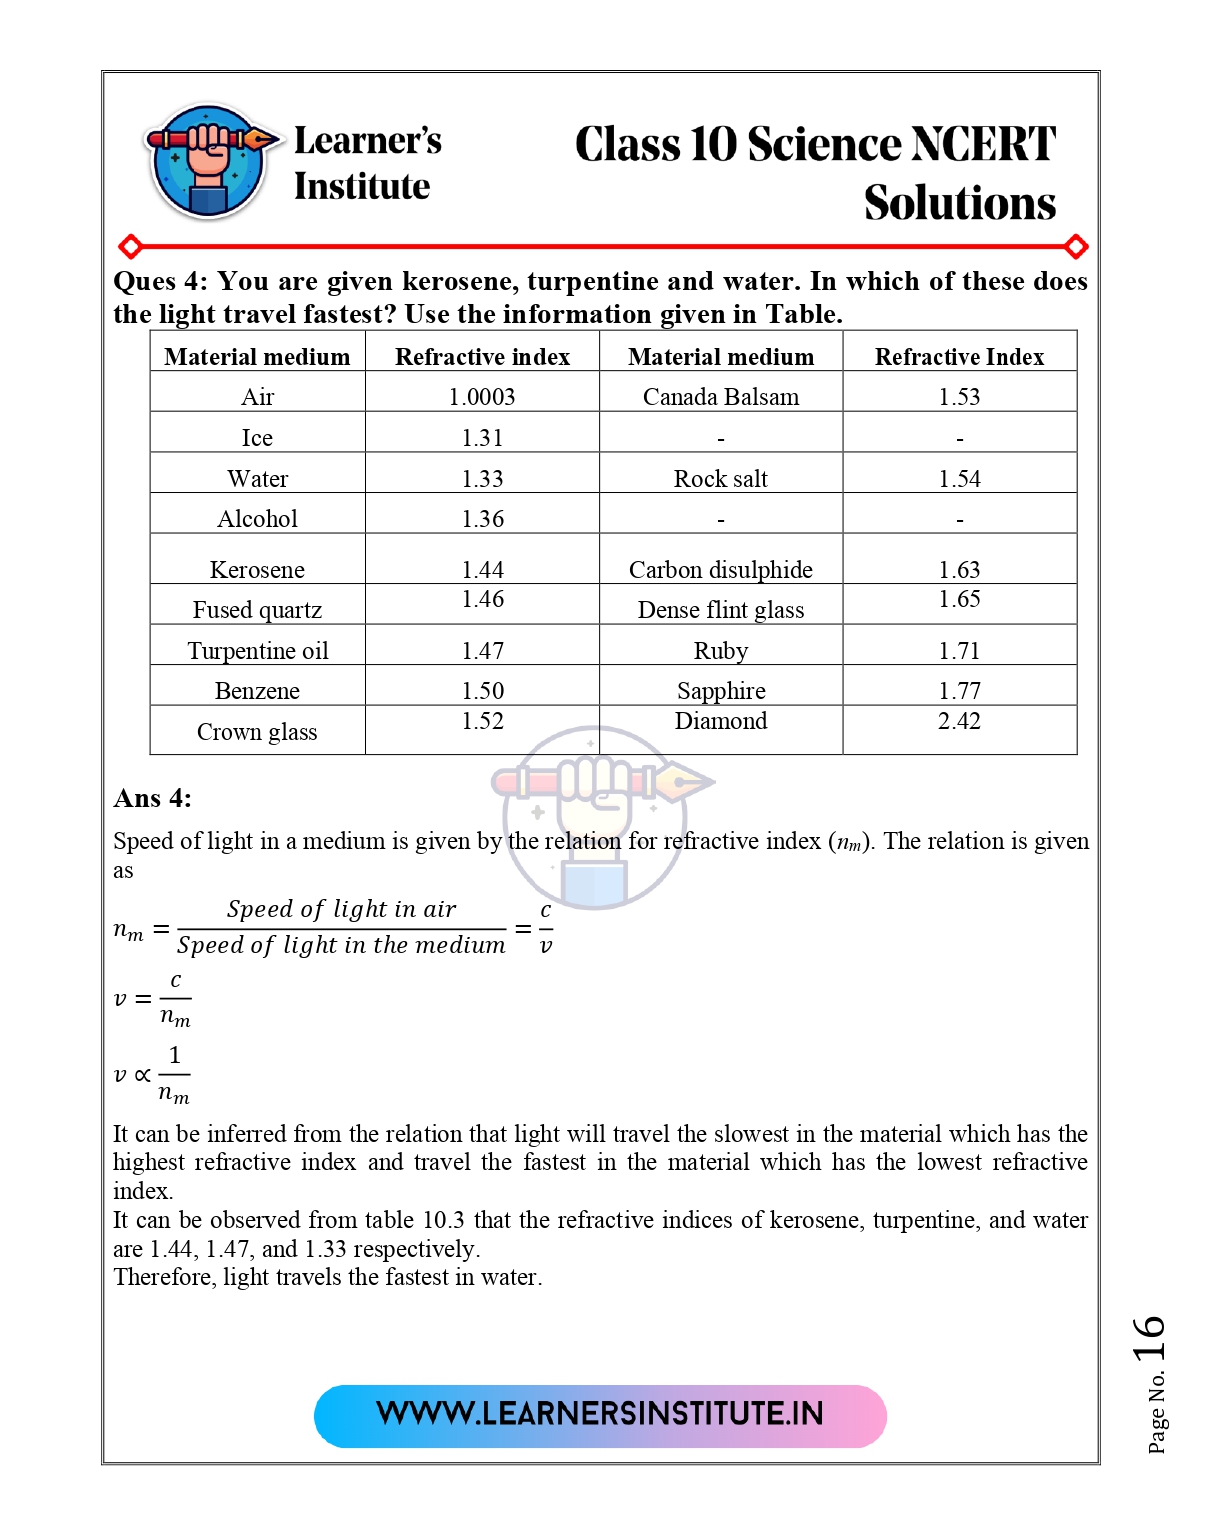 Learner's
Institute
Class 10 Science NCERT
Solutions
Ques 4: You are given kerosene, turpentine and water. In which of these does
the light travel fastest? Use the information given in Table.
Material medium Refractive index Material medium Refractive Index
Air 1.0003 Canada Balsam 1.53
Ice 1.31 - -
Water 1.33 Rock salt 1.54
Alcohol 1.36 - -
Kerosene 1.44 Carbon disulphide 1.63
Fused quartz 1.46 Dense flint glass 1.65
Turpentine oil 1.47 Ruby 1.71
Benzene 1.50 Sapphire 1.77
Crown glass 1.52 Diamond 2.42
Ans 4:
Speed of light in a medium is given by the relation for refractive index (nm). The relation is given
as
nm = Speed of light in air / Speed of light in the medium = c / v
v = c / nm
v ∝ 1 / nm
It can be inferred from the relation that light will travel the slowest in the material which has the
highest refractive index and travel the fastest in the material which has the lowest refractive
index.
It can be observed from table 10.3 that the refractive indices of kerosene, turpentine, and water
are 1.44, 1.47, and 1.33 respectively.
Therefore, light travels the fastest in water.
WWW.LEARNERSINSTITUTE.IN
Page No. 16